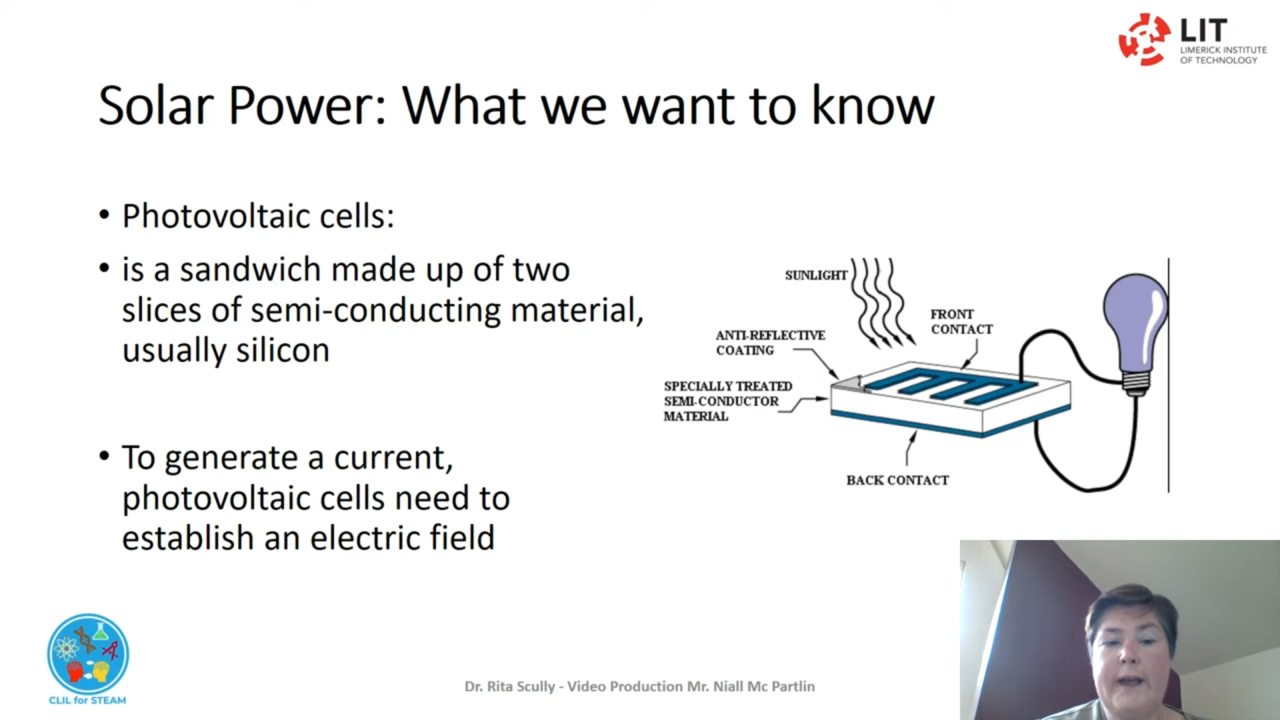 LIT
LIMERICK INSTITUTE
OF TECHNOLOGY
Solar Power: What we want to know
• Photovoltaic cells:
• is a sandwich made up of two
slices of semi-conducting material,
usually silicon
• To generate a current,
photovoltaic cells need to
establish an electric field
SUNLIGHT
FRONT
CONTACT
ANTI-REFLECTIVE
COATING
SPECIALLY TREATED
SEMI-CONDUCTOR
MATERIAL
BACK CONTACT
CLIL for STEAM
Dr. Rita Scully - Video Production Mr. Niall Mc Partlin